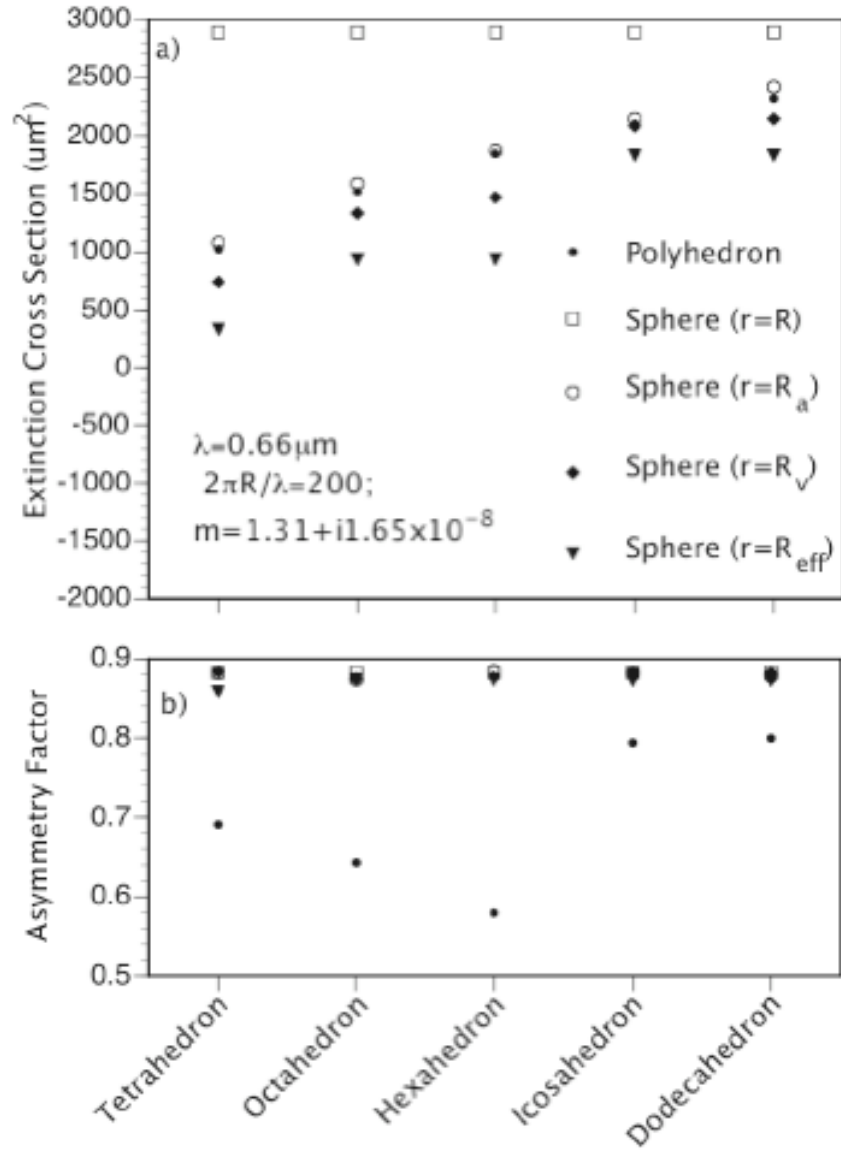 3000
a)
2500
2000
1500
1000
500
0
-500
-1000
-1500
-2000
Extinction Cross Section (um²)
Polyhedron
Sphere (r=R)
Sphere (r=Rₐ)
Sphere (r=Rᵥ)
Sphere (r=R_eff)
λ=0.66μm
2πR/λ=200;
m=1.31+i1.65x10⁻⁸
0.9
b)
0.8
0.7
0.6
0.5
Asymmetry Factor
Tetrahedron
Octahedron
Hexahedron
Icosahedron
Dodecahedron